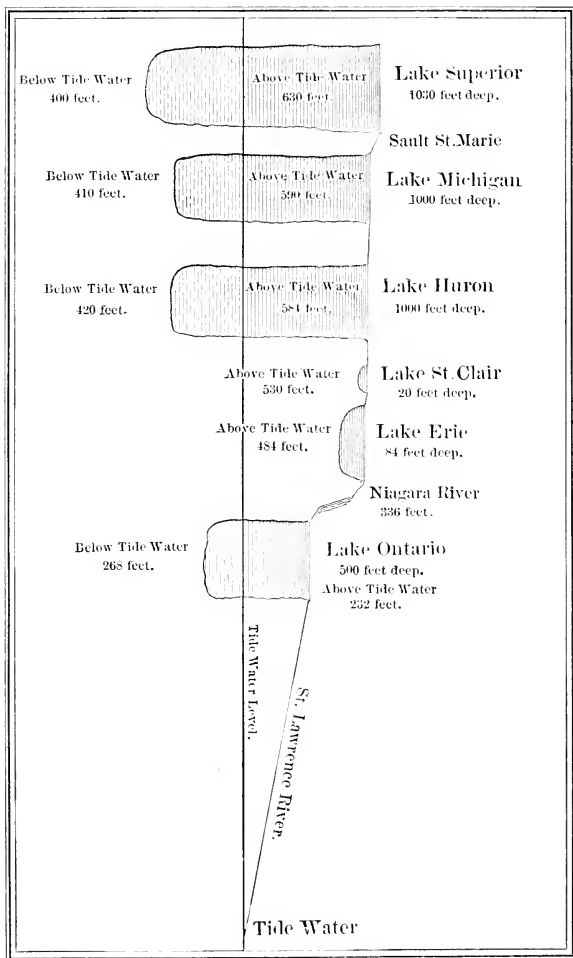 Below Tide Water
400 feet.
Above Tide Water
630 feet.
Lake Superior
1030 feet deep.
Sault St. Marie
Below Tide Water
410 feet.
Above Tide Water
590 feet.
Lake Michigan
1000 feet deep.
Below Tide Water
420 feet.
Above Tide Water
584 feet.
Lake Huron
1000 feet deep.
Above Tide Water
530 feet.
Lake St. Clair
20 feet deep.
Above Tide Water
484 feet.
Lake Erie
84 feet deep.
Niagara River
336 feet.
Below Tide Water
268 feet.
Lake Ontario
500 feet deep.
Above Tide Water
232 feet.
Tide Water Level.
St. Lawrence River.
Tide Water